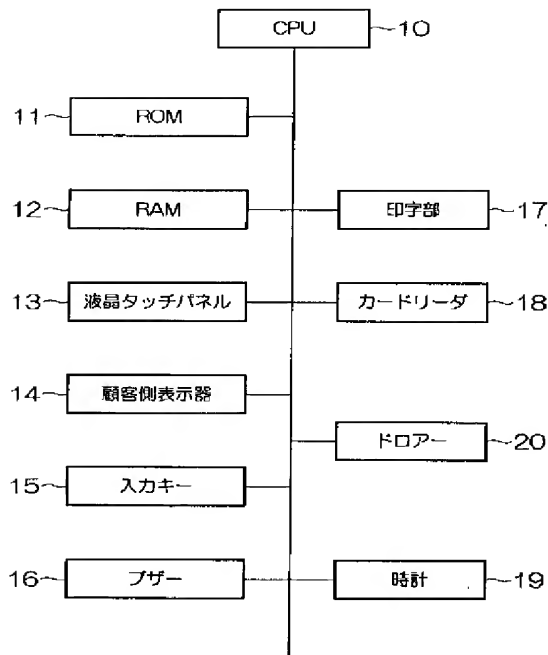 CPU 10
11 ROM
12 RAM
印字部 17
13 液晶タッチパネル
カードリーダ 18
14 顧客側表示器
ドロアー 20
15 入力キー
16 ブザー
時計 19